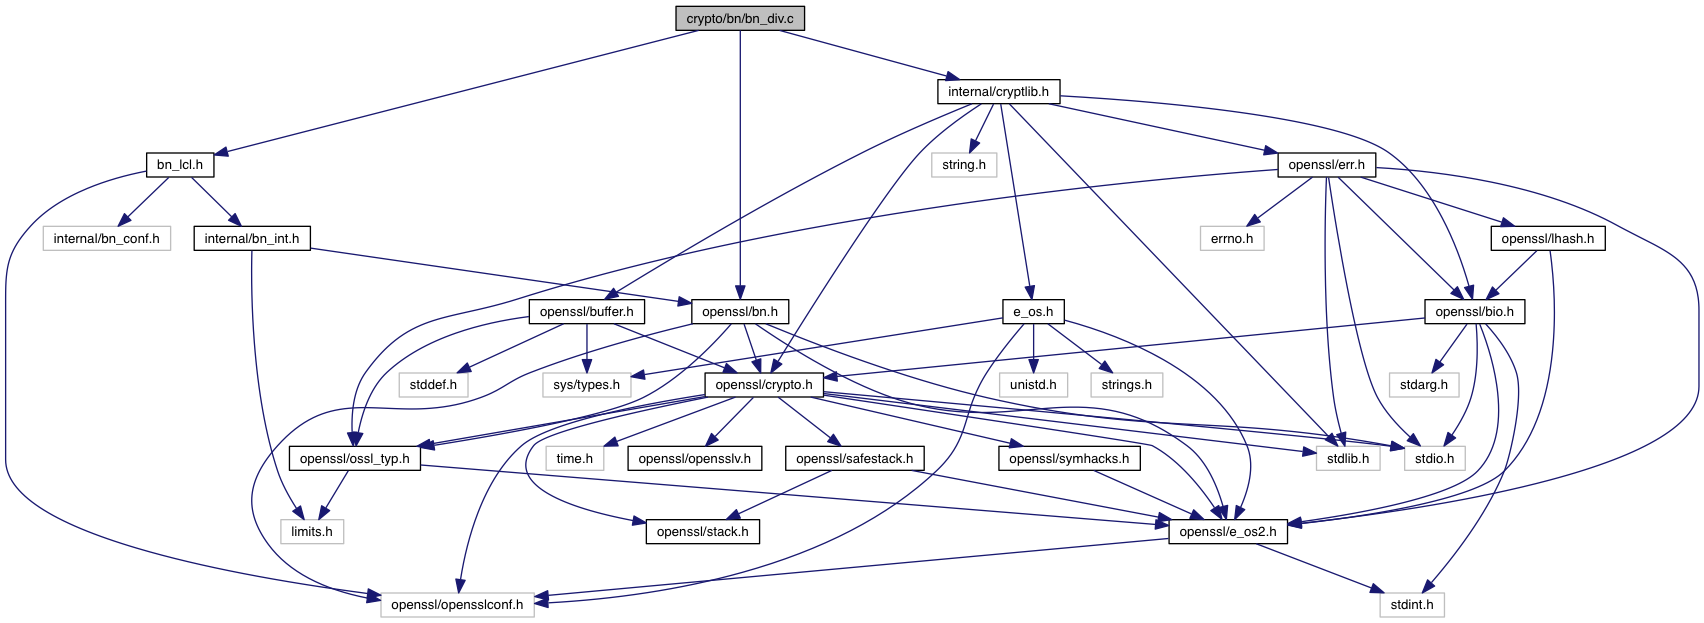 crypto/bn/bn_div.c
internal/cryptlib.h
bn_lcl.h
string.h
openssl/err.h
internal/bn_conf.h
internal/bn_int.h
errno.h
openssl/lhash.h
openssl/buffer.h
openssl/bn.h
e_os.h
openssl/bio.h
stddef.h
sys/types.h
openssl/crypto.h
unistd.h
strings.h
stdarg.h
openssl/ossl_typ.h
time.h
openssl/opensslv.h
openssl/safestack.h
openssl/symhacks.h
stdlib.h
stdio.h
limits.h
openssl/stack.h
openssl/e_os2.h
openssl/opensslconf.h
stdint.h